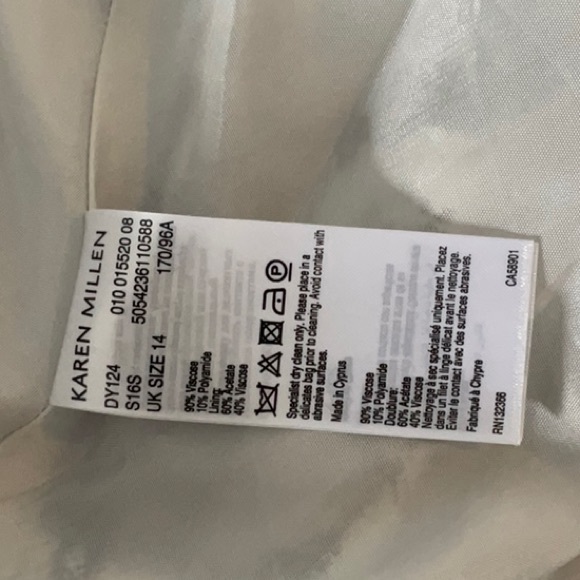 KAREN MILLEN
DY124 010 015520 08
S16S 5054236110588
UK SIZE 14 170/96A
90% Viscose
10% Polyamide
Lining:
60% Acetate
40% Viscose
P
Specialist dry clean only. Please place in a
delicates bag prior to cleaning. Avoid contact with
abrasive surfaces.
Made in Cyprus
90% Viscose
10% Polyamide
Doublure:
60% Acétate
40% Viscose
Nettoyage à sec spécialisé uniquement. Placez
dans un filet à linge délicat avant le nettoyage.
Eviter le contact avec des surfaces abrasives.
Fabriqué à Chypre
RN132366 CA58901